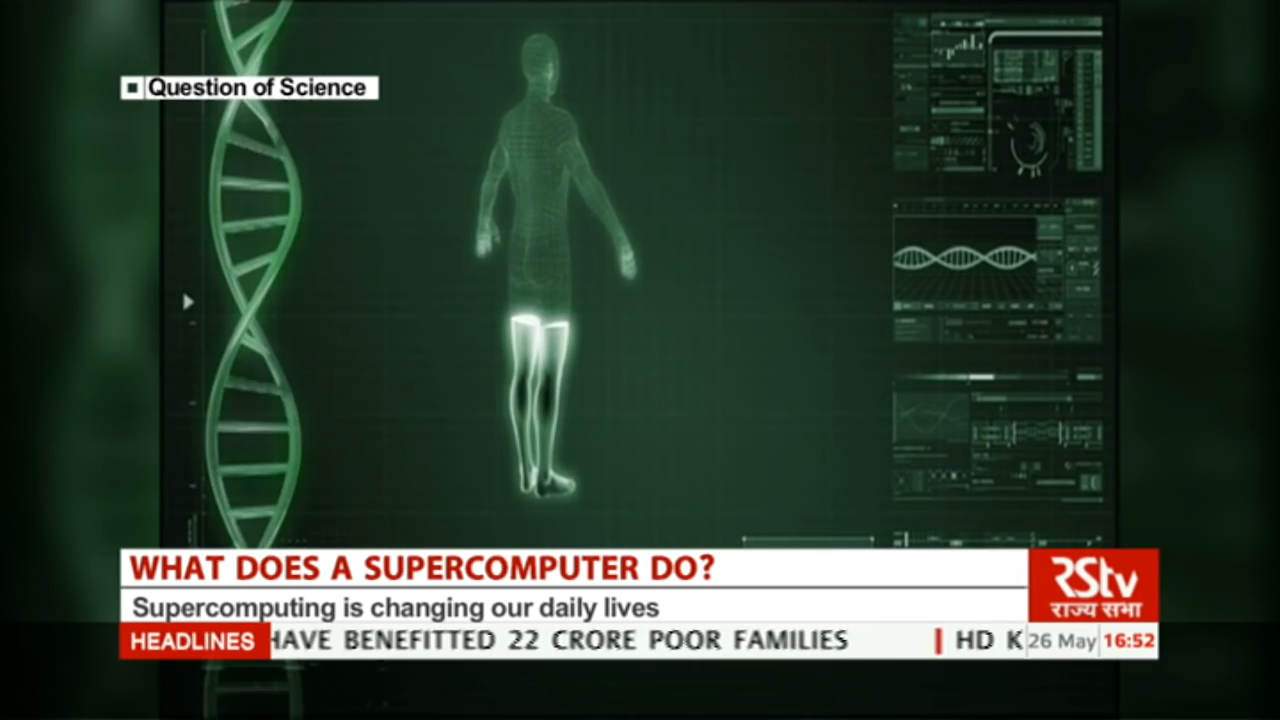 Question of Science
WHAT DOES A SUPERCOMPUTER DO?
Supercomputing is changing our daily lives
RStv
राज्य सभा
HEADLINES HAVE BENEFITTED 22 CRORE POOR FAMILIES HD K 26 May 16:52